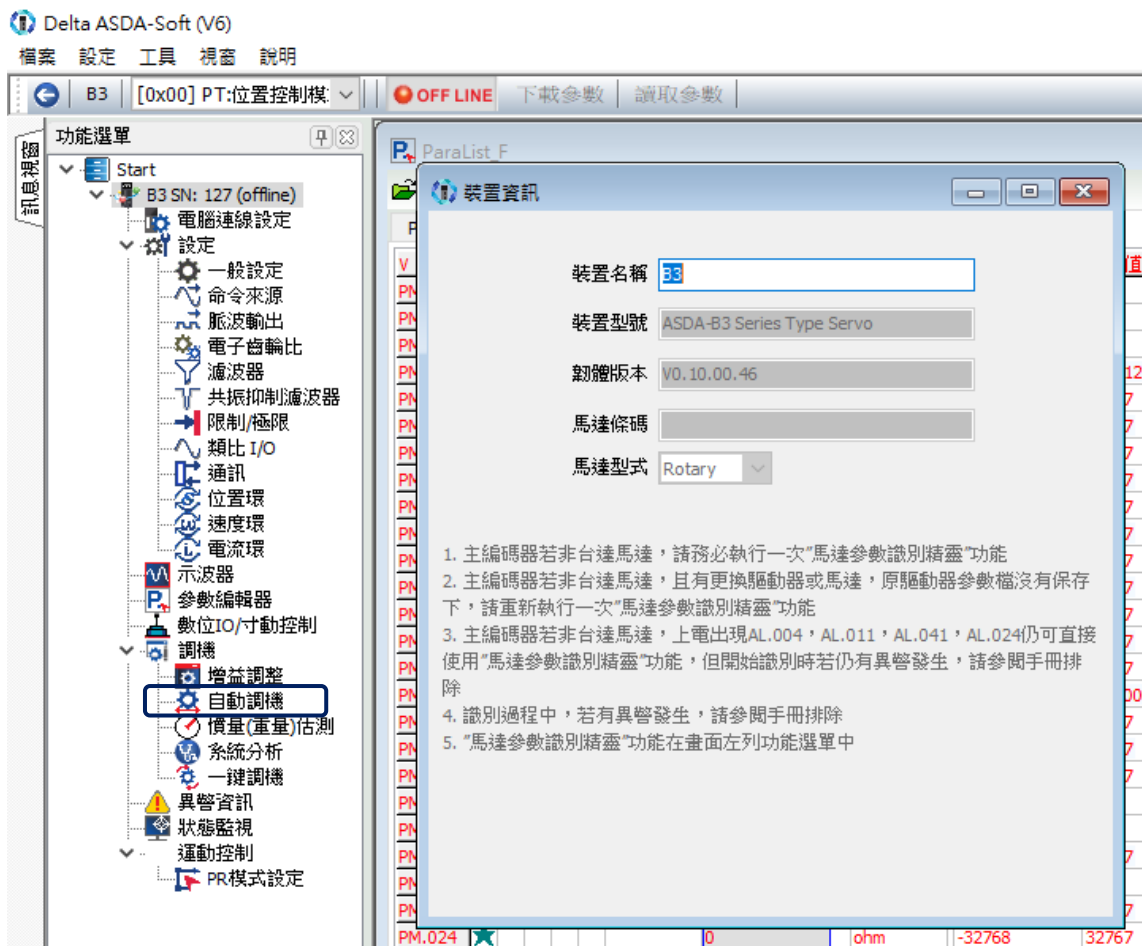 Delta ASDA-Soft (V6)
檔案 設定 工具 視窗 說明
B3 [0x00] PT:位置控制模 OFF LINE 下載參數 讀取參數
訊息視窗
功能選單
Start
B3 SN: 127 (offline)
電腦連線設定
設定
一般設定
命令來源
脈波輸出
電子齒輪比
濾波器
共振抑制濾波器
限制/極限
類比 I/O
通訊
位置環
速度環
電流環
示波器
參數編輯器
數位IO/寸動控制
調機
增益調整
自動調機
慣量(重量)估測
系統分析
一鍵調機
異警資訊
狀態監視
運動控制
PR模式設定
ParaList_F
裝置資訊
裝置名稱 B3
裝置型號 ASDA-B3 Series Type Servo
韌體版本 V0.10.00.46
馬達條碼
馬達型式 Rotary
1. 主編碼器若非台達馬達，請務必執行一次"馬達參數識別精靈"功能
2. 主編碼器若非台達馬達，且有更換驅動器或馬達，原驅動器參數檔沒有保存
下，請重新執行一次"馬達參數識別精靈"功能
3. 主編碼器若非台達馬達，上電出現AL.004，AL.011，AL.041，AL.024仍可直接
使用"馬達參數識別精靈"功能，但開始識別時若仍有異警發生，請參閱手冊排
除
4. 識別過程中，若有異警發生，請參閱手冊排除
5. "馬達參數識別精靈"功能在畫面左列功能選單中
PM.024 0 ohm -32768 32767